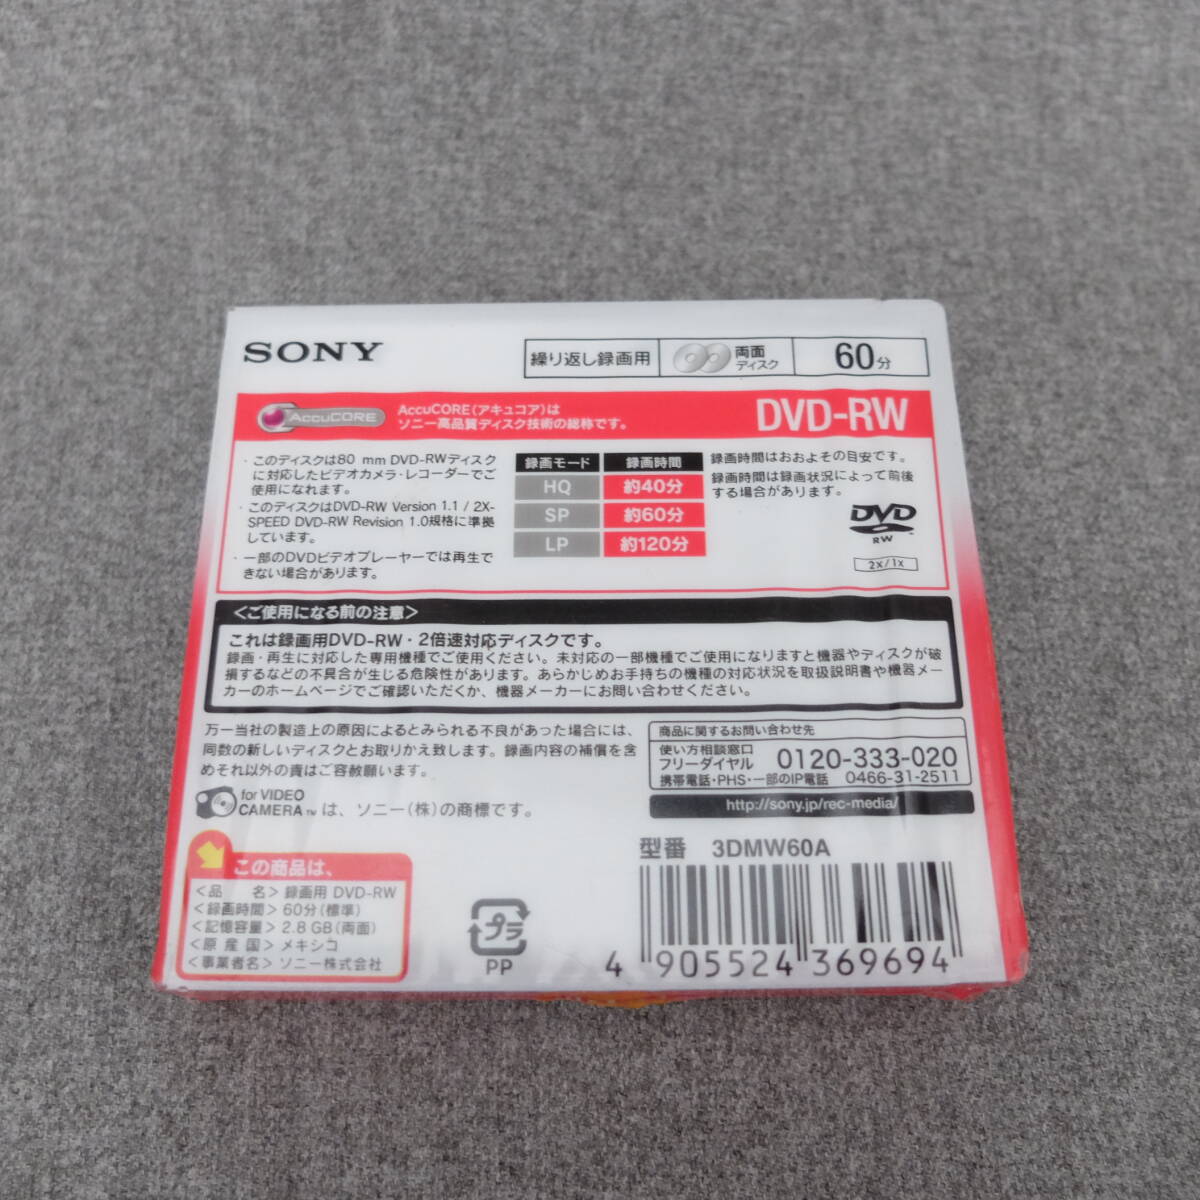 SONY
繰り返し録画用
両面
ディスク
60分
AccuCORE
AccuCORE(アキュコア)は
ソニー高品質ディスク技術の総称です。
DVD-RW
・このディスクは80 mm DVD-RWディスク
に対応したビデオカメラ・レコーダーでご
使用になれます。
・このディスクはDVD-RW Version 1.1 / 2X-
SPEED DVD-RW Revision 1.0規格に準拠
しています。
・一部のDVDビデオプレーヤーでは再生で
きない場合があります。
録画モード 録画時間
HQ 約40分
SP 約60分
LP 約120分
録画時間はおおよその目安です。
録画時間は録画状況によって前後
する場合があります。
DVD
RW
2X/1X
<ご使用になる前の注意>
これは録画用DVD-RW・2倍速対応ディスクです。
録画・再生に対応した専用機種でご使用ください。未対応の一部機種でご使用になりますと機器やディスクが破
損するなどの不具合が生じる危険性があります。あらかじめお手持ちの機種の対応状況を取扱説明書や機器メー
カーのホームページでご確認いただくか、機器メーカーにお問い合わせください。
万一当社の製造上の原因によるとみられる不良があった場合には、
同数の新しいディスクとお取りかえ致します。録画内容の補償を含
めそれ以外の責はご容赦願います。
for VIDEO
CAMERA™は、ソニー(株)の商標です。
商品に関するお問い合わせ先
使い方相談窓口
フリーダイヤル 0120-333-020
携帯電話・PHS・一部のIP電話 0466-31-2511
http://sony.jp/rec-media/
この商品は、
<品 名>録画用 DVD-RW
<録画時間>60分(標準)
<記憶容量>2.8 GB(両面)
<原産国>メキシコ
<事業者名>ソニー株式会社
プラ
PP
型番 3DMW60A
4 905524 369694